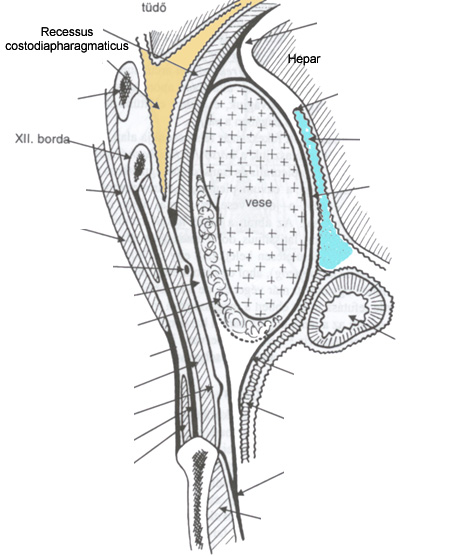 tüdő
Recessus
costodiapharagmaticus
Hepar
XII. borda
vese